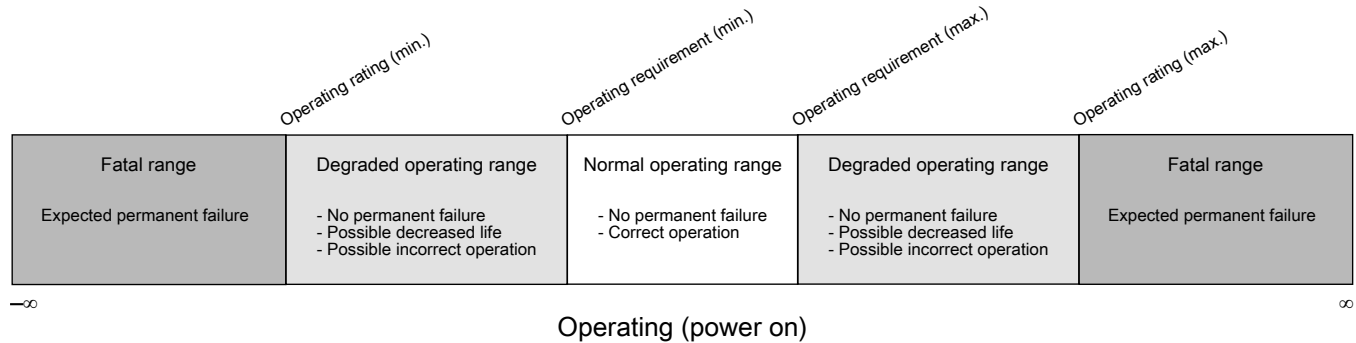 Operating rating (min.)
Operating requirement (min.)
Operating requirement (max.)
Operating rating (max.)
Fatal range
Expected permanent failure
Degraded operating range
- No permanent failure
- Possible decreased life
- Possible incorrect operation
Normal operating range
- No permanent failure
- Correct operation
Degraded operating range
- No permanent failure
- Possible decreased life
- Possible incorrect operation
Fatal range
Expected permanent failure
–∞
∞
Operating (power on)